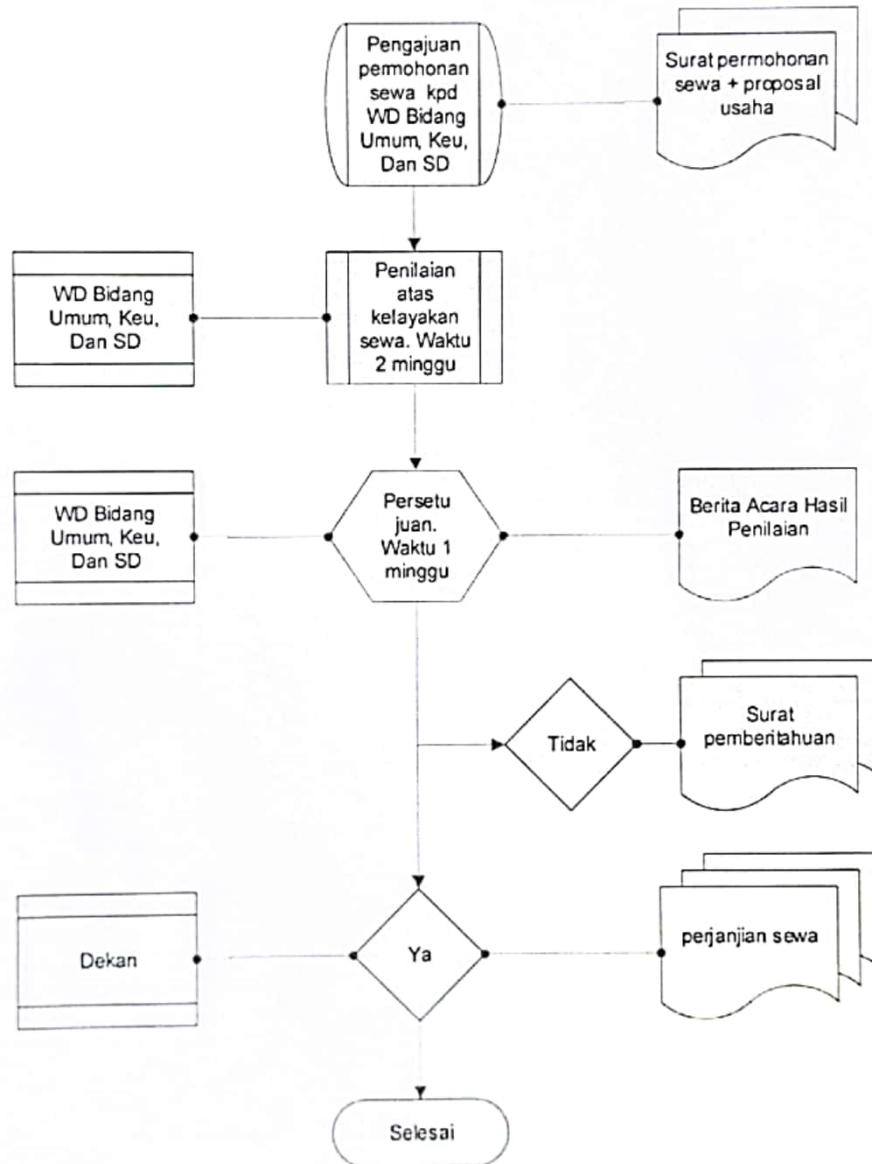 Pengajuan
permohonan
sewa kpd
WD Bidang
Umum, Keu,
Dan SD
Surat permohonan
sewa + proposal
usaha
WD Bidang
Umum, Keu,
Dan SD
Penilaian
atas
kelayakan
sewa. Waktu
2 minggu
WD Bidang
Umum, Keu,
Dan SD
Persetu
juan.
Waktu 1
minggu
Berita Acara Hasil
Penilaian
Tidak
Surat
pemberitahuan
Dekan
Ya
perjanjian sewa
Selesai